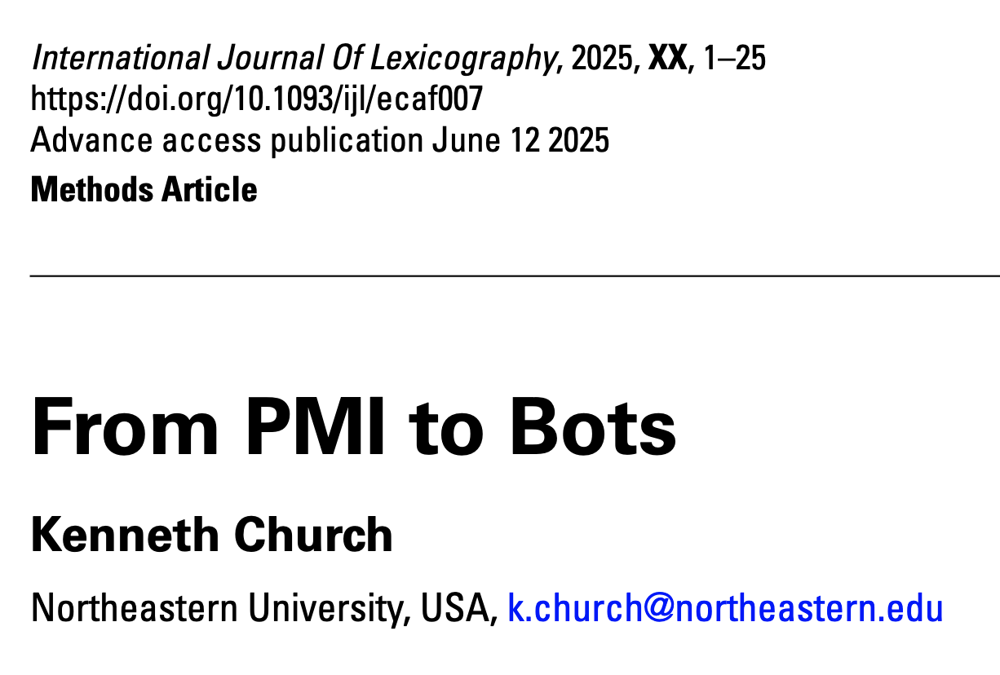 International Journal Of Lexicography, 2025, XX, 1–25
https://doi.org/10.1093/ijl/ecaf007
Advance access publication June 12 2025
Methods Article
From PMI to Bots
Kenneth Church
Northeastern University, USA, k.church@northeastern.edu